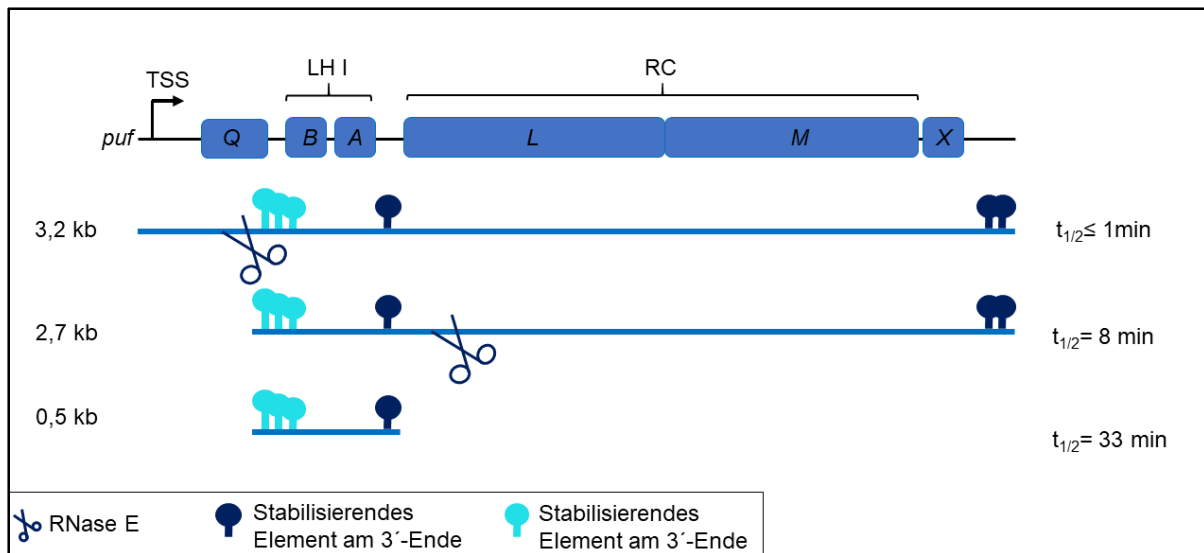 TSS
LH I
RC
puf
Q
B
A
L
M
X
3,2 kb
t1/2≤ 1min
2,7 kb
t1/2= 8 min
0,5 kb
t1/2= 33 min
RNase E
Stabilisierendes
Element am 3´-Ende
Stabilisierendes
Element am 3´-Ende